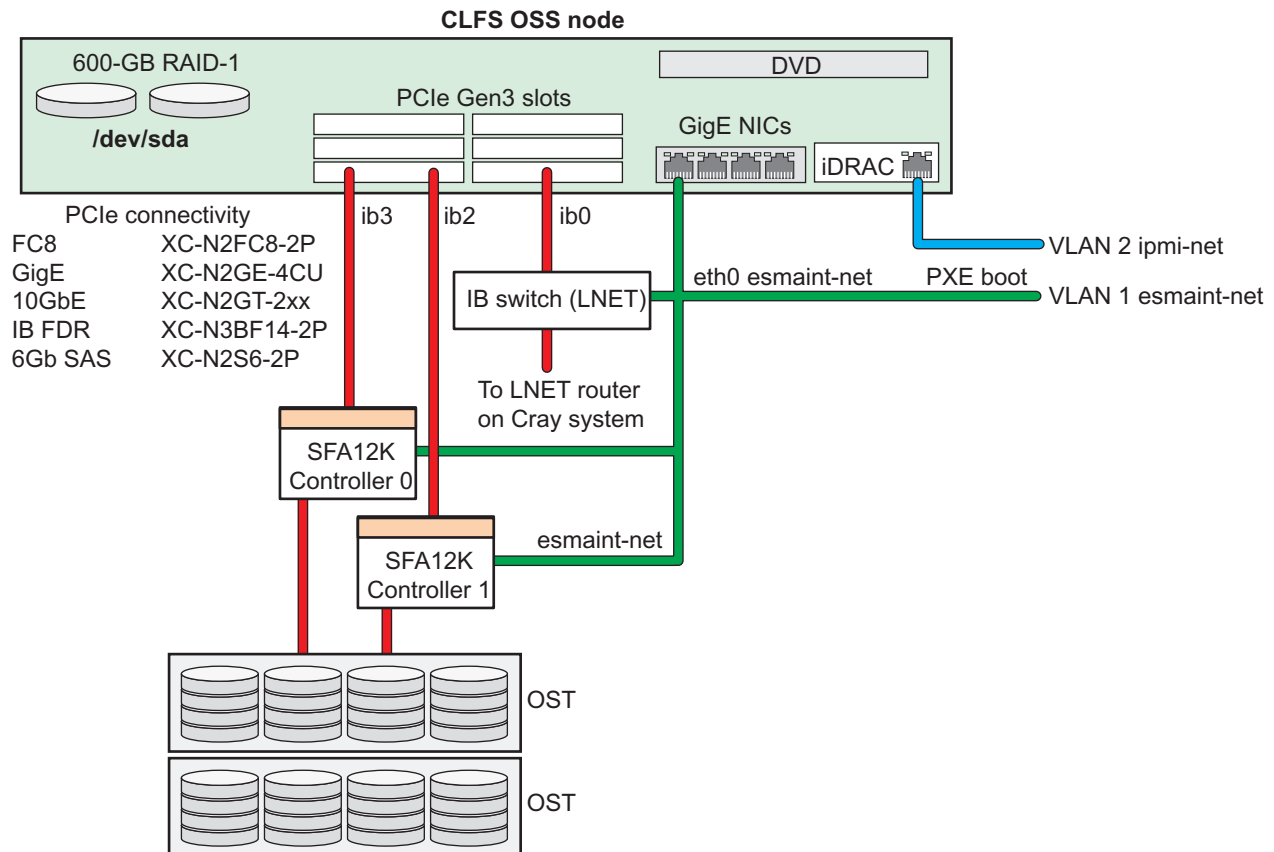 CLFS OSS node
600-GB RAID-1
/dev/sda
PCIe Gen3 slots
DVD
GigE NICs
iDRAC
PCIe connectivity
FC8 XC-N2FC8-2P
GigE XC-N2GE-4CU
10GbE XC-N2GT-2xx
IB FDR XC-N3BF14-2P
6Gb SAS XC-N2S6-2P
ib3
ib2
ib0
VLAN 2 ipmi-net
eth0 esmaint-net
PXE boot
VLAN 1 esmaint-net
IB switch (LNET)
To LNET router
on Cray system
SFA12K
Controller 0
esmaint-net
SFA12K
Controller 1
OST
OST